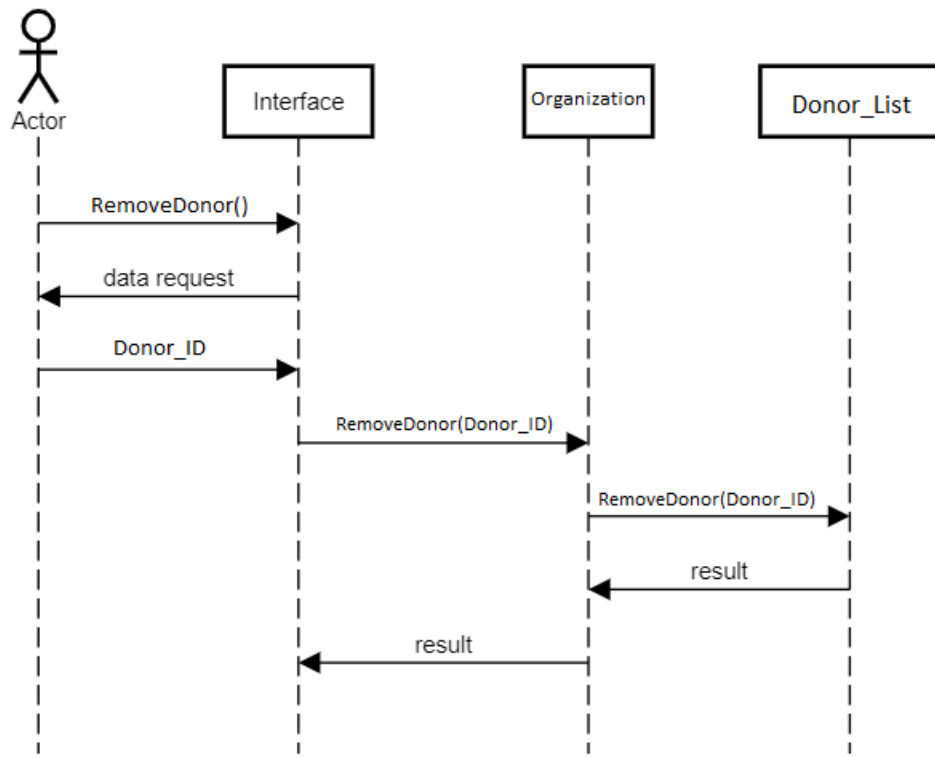 Actor
Interface
Organization
Donor_List
RemoveDonor()
data request
Donor_ID
RemoveDonor(Donor_ID)
RemoveDonor(Donor_ID)
result
result